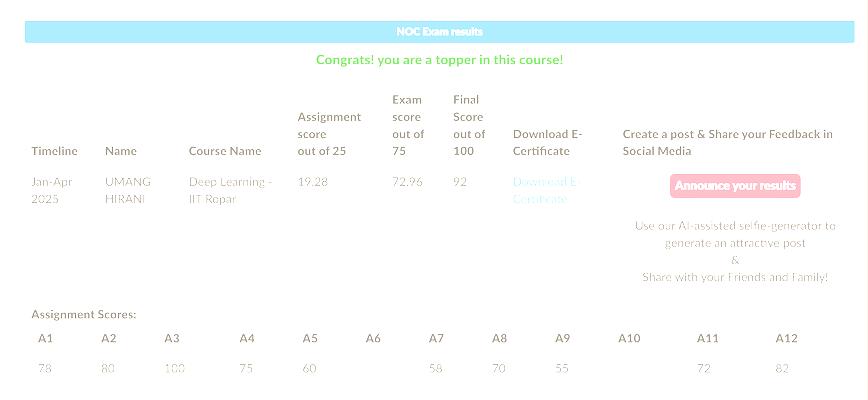 NOC Exam results
Congrats! you are a topper in this course!
Timeline Name Course Name Assignment score out of 25 Exam score out of 75 Final Score out of 100 Download E-Certificate Create a post & Share your Feedback in Social Media
Jan-Apr 2025 UMANG HIRANI Deep Learning - IIT Ropar 19.28 72.96 92 Download E-Certificate Announce your results
Use our AI-assisted selfie-generator to
generate an attractive post
&
Share with your Friends and Family!
Assignment Scores:
A1 A2 A3 A4 A5 A6 A7 A8 A9 A10 A11 A12
78 80 100 75 60 58 70 55 72 82